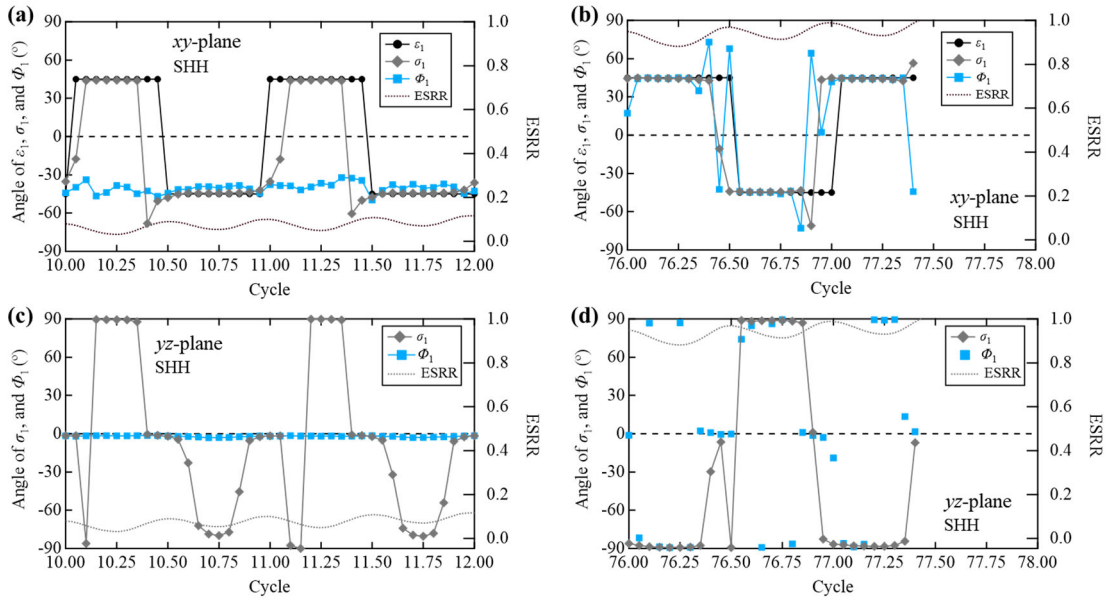 (a)
90
60
30
0
-30
-60
-90
Angle of ε1, σ1, and Φ1 (°)
xy-plane
SHH
ε1
σ1
Φ1
ESRR
1.0
0.8
0.6
0.4
0.2
0.0
ESRR
10.00 10.25 10.50 10.75 11.00 11.25 11.50 11.75 12.00
Cycle
(b)
90
60
30
0
-30
-60
-90
Angle of ε1, σ1, and Φ1 (°)
ε1
σ1
Φ1
ESRR
xy-plane
SHH
1.0
0.8
0.6
0.4
0.2
0.0
ESRR
76.00 76.25 76.50 76.75 77.00 77.25 77.50 77.75 78.00
Cycle
(c)
90
60
30
0
-30
-60
-90
Angle of σ1, and Φ1 (°)
yz-plane
SHH
σ1
Φ1
ESRR
1.0
0.8
0.6
0.4
0.2
0.0
ESRR
10.00 10.25 10.50 10.75 11.00 11.25 11.50 11.75 12.00
Cycle
(d)
90
60
30
0
-30
-60
-90
Angle of σ1, and Φ1 (°)
σ1
Φ1
ESRR
yz-plane
SHH
1.0
0.8
0.6
0.4
0.2
0.0
ESRR
76.00 76.25 76.50 76.75 77.00 77.25 77.50 77.75 78.00
Cycle